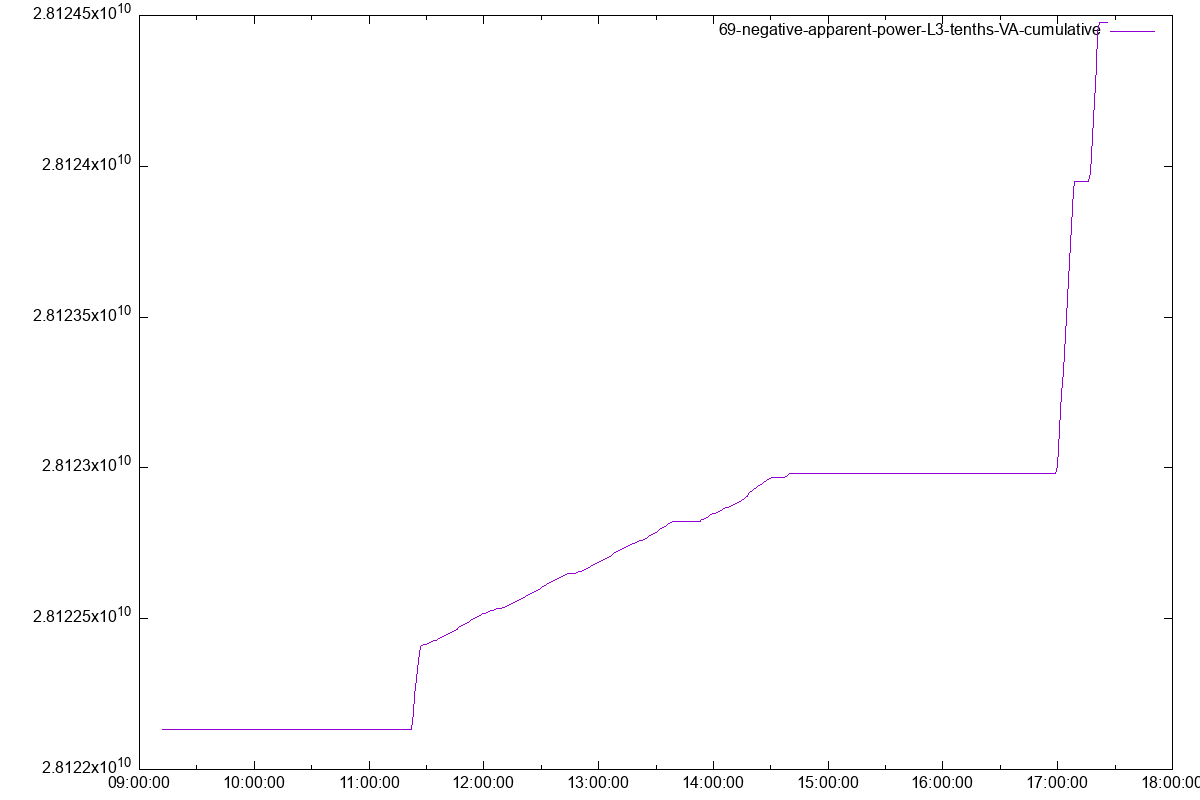 2.81245x10^10
69-negative-apparent-power-L3-tenths-VA-cumulative
2.8124x10^10
2.81235x10^10
2.8123x10^10
2.81225x10^10
2.8122x10^10
09:00:00 10:00:00 11:00:00 12:00:00 13:00:00 14:00:00 15:00:00 16:00:00 17:00:00 18:00:00